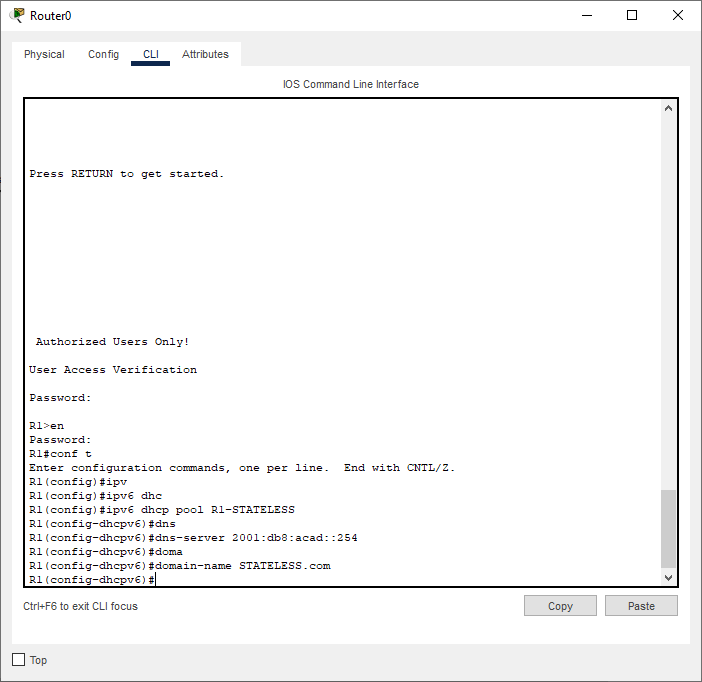 Router0
Physical Config CLI Attributes
IOS Command Line Interface
Press RETURN to get started.
Authorized Users Only!
User Access Verification
Password:
R1>en
Password:
R1#conf t
Enter configuration commands, one per line.  End with CNTL/Z.
R1(config)#ipv
R1(config)#ipv6 dhc
R1(config)#ipv6 dhcp pool R1-STATELESS
R1(config-dhcpv6)#dns
R1(config-dhcpv6)#dns-server 2001:db8:acad::254
R1(config-dhcpv6)#doma
R1(config-dhcpv6)#domain-name STATELESS.com
R1(config-dhcpv6)#
Ctrl+F6 to exit CLI focus
Copy Paste
Top